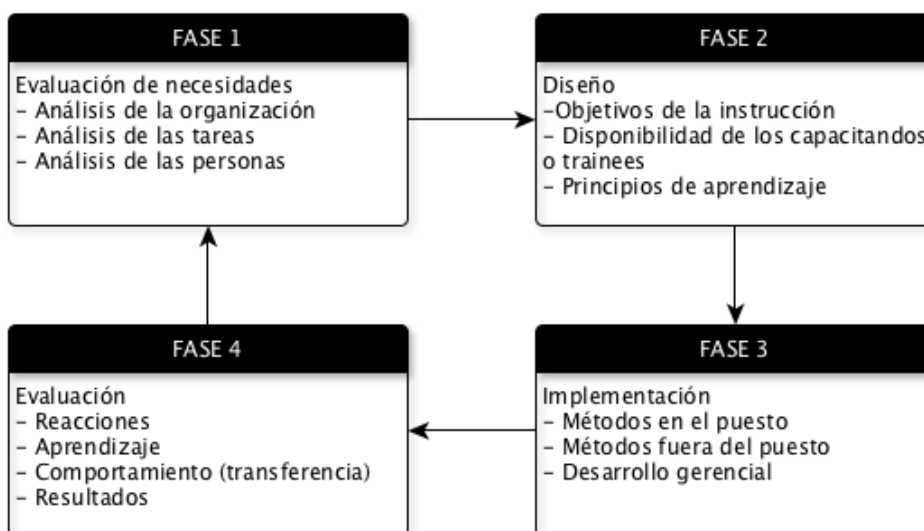 FASE 1
Evaluación de necesidades
– Análisis de la organización
– Análisis de las tareas
– Análisis de las personas
FASE 2
Diseño
–Objetivos de la instrucción
– Disponibilidad de los capacitandos
o trainees
– Principios de aprendizaje
FASE 3
Implementación
– Métodos en el puesto
– Métodos fuera del puesto
– Desarrollo gerencial
FASE 4
Evaluación
– Reacciones
– Aprendizaje
– Comportamiento (transferencia)
– Resultados